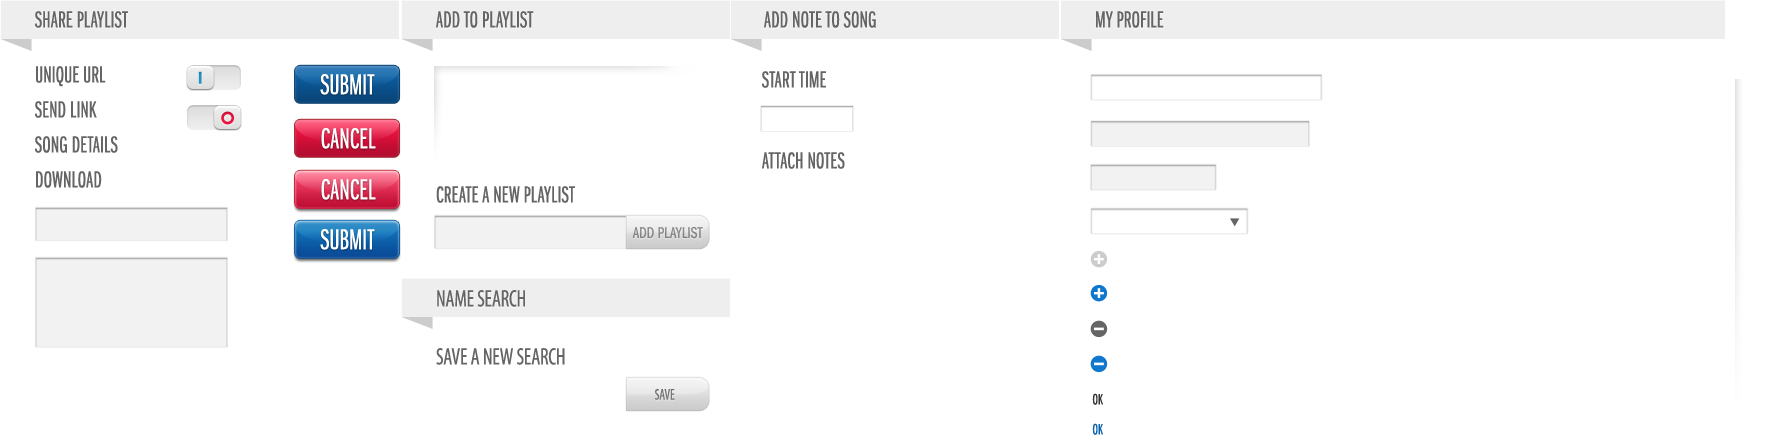 SHARE PLAYLIST
UNIQUE URL
SEND LINK
SONG DETAILS
DOWNLOAD
SUBMIT
CANCEL
CANCEL
SUBMIT
ADD TO PLAYLIST
CREATE A NEW PLAYLIST
ADD PLAYLIST
NAME SEARCH
SAVE A NEW SEARCH
SAVE
ADD NOTE TO SONG
START TIME
ATTACH NOTES
MY PROFILE
OK
OK